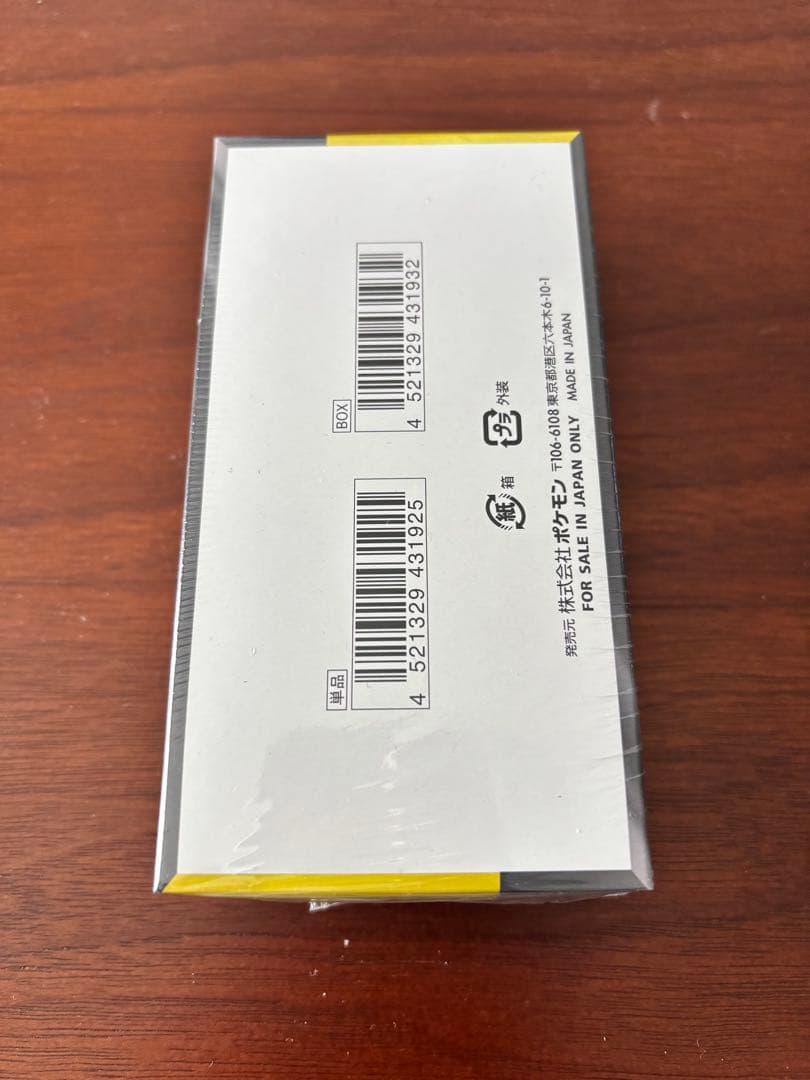 BOX
4 521329 431932
単品
4 521329 431925
プラ 外装
紙 箱
発売元 株式会社 ポケモン 〒106-6108 東京都港区六本木6-10-1
FOR SALE IN JAPAN ONLY MADE IN JAPAN